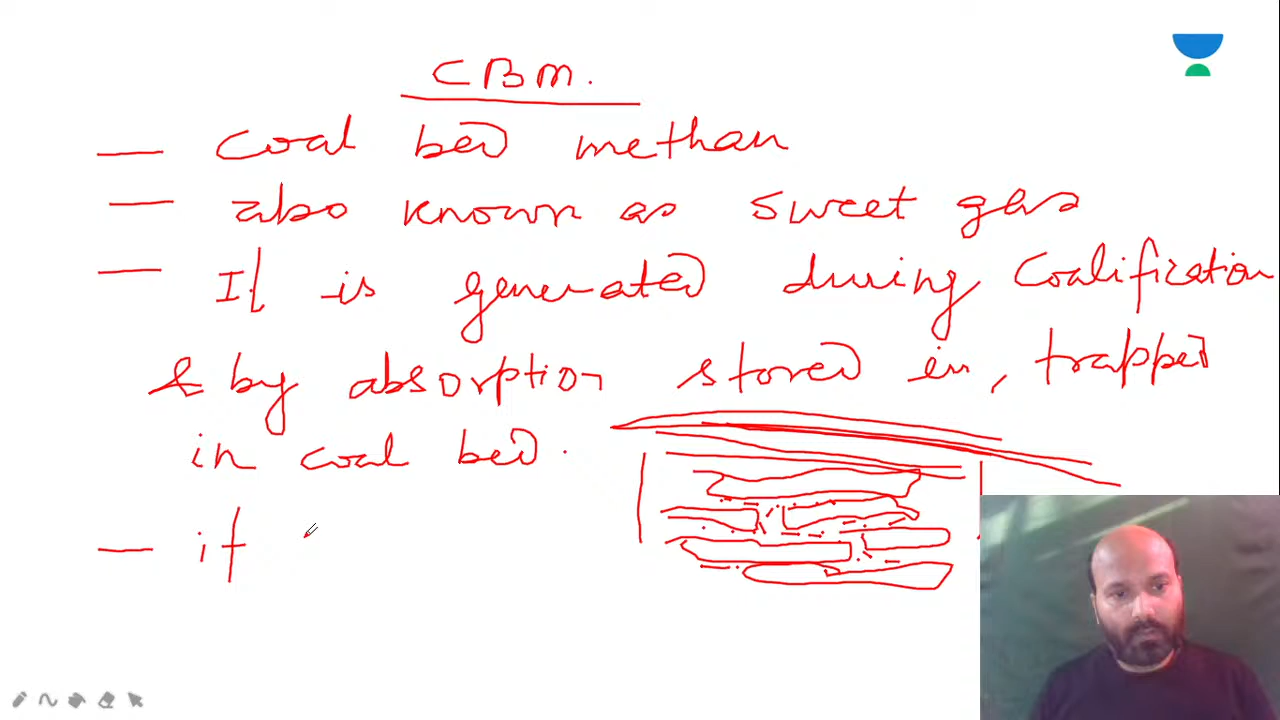 CBM.
— coal bed methan
— also known as sweet gas
— It is generated during Coalification
& by absorption stored in, trapped
in coal bed.
— it